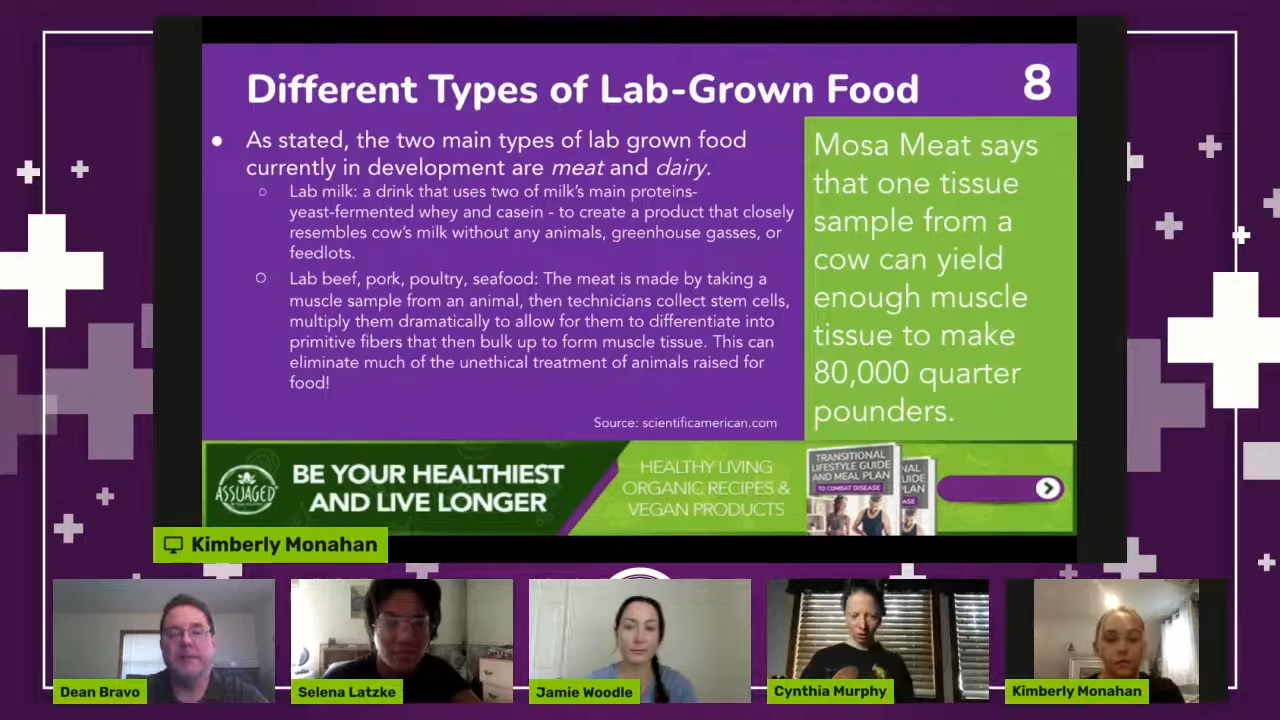 Different Types of Lab-Grown Food
8
As stated, the two main types of lab grown food
currently in development are meat and dairy.
Lab milk: a drink that uses two of milk's main proteins-
yeast-fermented whey and casein - to create a product that closely
resembles cow's milk without any animals, greenhouse gasses, or
feedlots.
Lab beef, pork, poultry, seafood: The meat is made by taking a
muscle sample from an animal, then technicians collect stem cells,
multiply them dramatically to allow for them to differentiate into
primitive fibers that then bulk up to form muscle tissue. This can
eliminate much of the unethical treatment of animals raised for
food!
Source: scientificamerican.com
Mosa Meat says
that one tissue
sample from a
cow can yield
enough muscle
tissue to make
80,000 quarter
pounders.
ASSUAGED
BE YOUR HEALTHIEST
AND LIVE LONGER
HEALTHY LIVING
ORGANIC RECIPES &
VEGAN PRODUCTS
TRANSITIONAL
LIFESTYLE GUIDE
AND MEAL PLAN
TO COMBAT DISEASE
Kimberly Monahan
Dean Bravo
Selena Latzke
Jamie Woodle
Cynthia Murphy
Kimberly Monahan